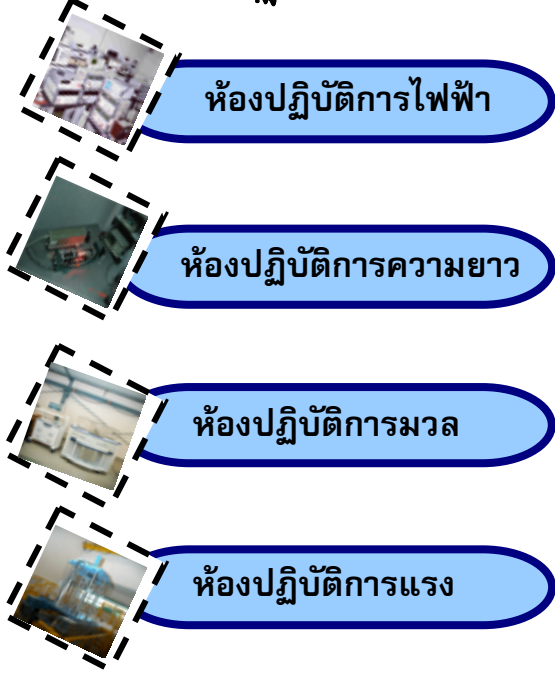 ห้องปฏิบัติการไฟฟ้า
ห้องปฏิบัติการความยาว
ห้องปฏิบัติการมวล
ห้องปฏิบัติการแรง